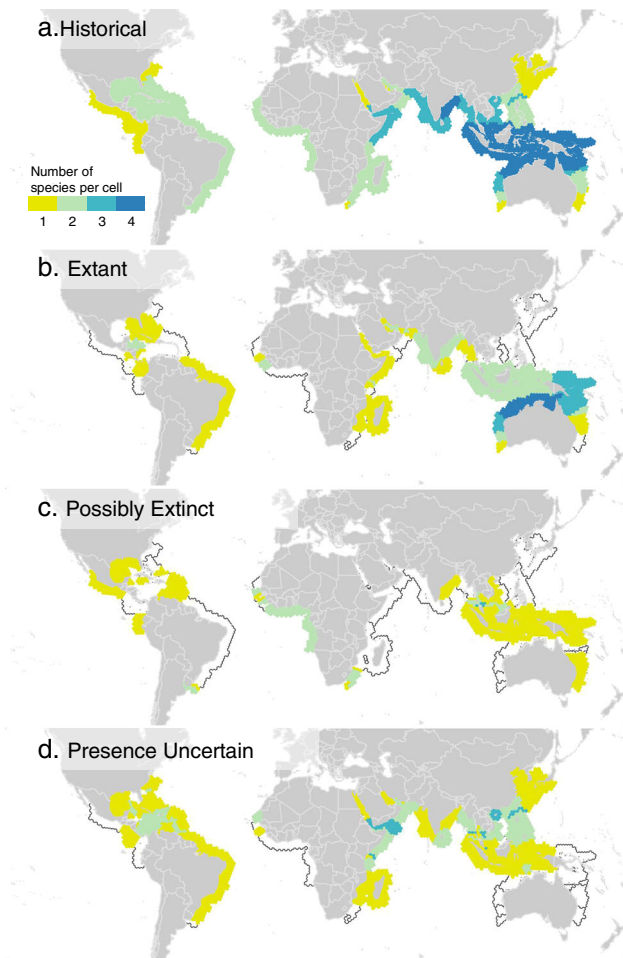 a.Historical
Number of
species per cell
1 2 3 4
b. Extant
c. Possibly Extinct
d. Presence Uncertain